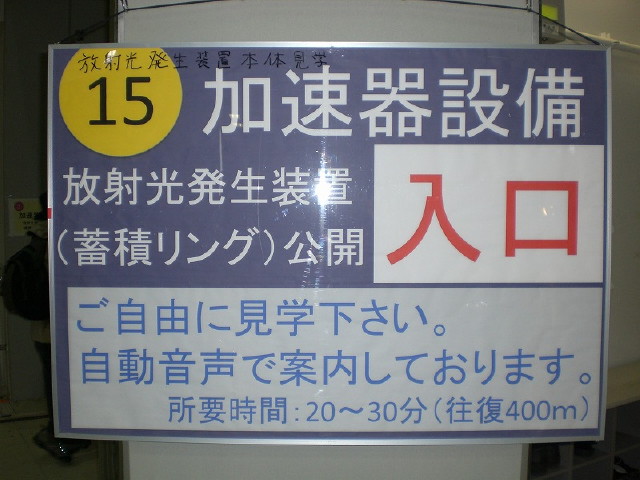 放射光発生装置本体見学
15 加速器設備
放射光発生装置
(蓄積リング)公開
入口
ご自由に見学下さい。
自動音声で案内しております。
所要時間:20～30分(往復400m)